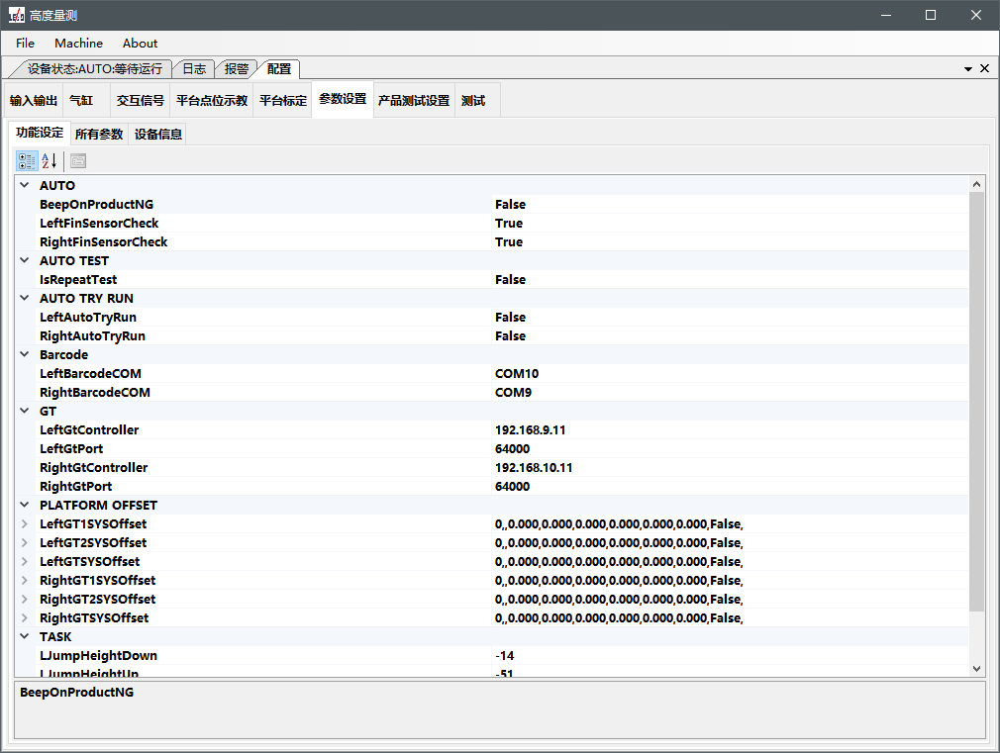 高度量测
File Machine About
设备状态:AUTO:等待运行 日志 报警 配置
输入输出 气缸 交互信号 平台点位示教 平台标定 参数设置 产品测试设置 测试
功能设定 所有参数 设备信息
AUTO
BeepOnProductNG False
LeftFinSensorCheck True
RightFinSensorCheck True
AUTO TEST
IsRepeatTest False
AUTO TRY RUN
LeftAutoTryRun False
RightAutoTryRun False
Barcode
LeftBarcodeCOM COM10
RightBarcodeCOM COM9
GT
LeftGtController 192.168.9.11
LeftGtPort 64000
RightGtController 192.168.10.11
RightGtPort 64000
PLATFORM OFFSET
LeftGT1SYSOffset 0,,0.000,0.000,0.000,0.000,0.000,0.000,False,
LeftGT2SYSOffset 0,,0.000,0.000,0.000,0.000,0.000,0.000,False,
LeftGTSYSOffset 0,,0.000,0.000,0.000,0.000,0.000,0.000,False,
RightGT1SYSOffset 0,,0.000,0.000,0.000,0.000,0.000,0.000,False,
RightGT2SYSOffset 0,,0.000,0.000,0.000,0.000,0.000,0.000,False,
RightGTSYSOffset 0,,0.000,0.000,0.000,0.000,0.000,0.000,False,
TASK
LJumpHeightDown -14
LJumpHeightUp -51
BeepOnProductNG